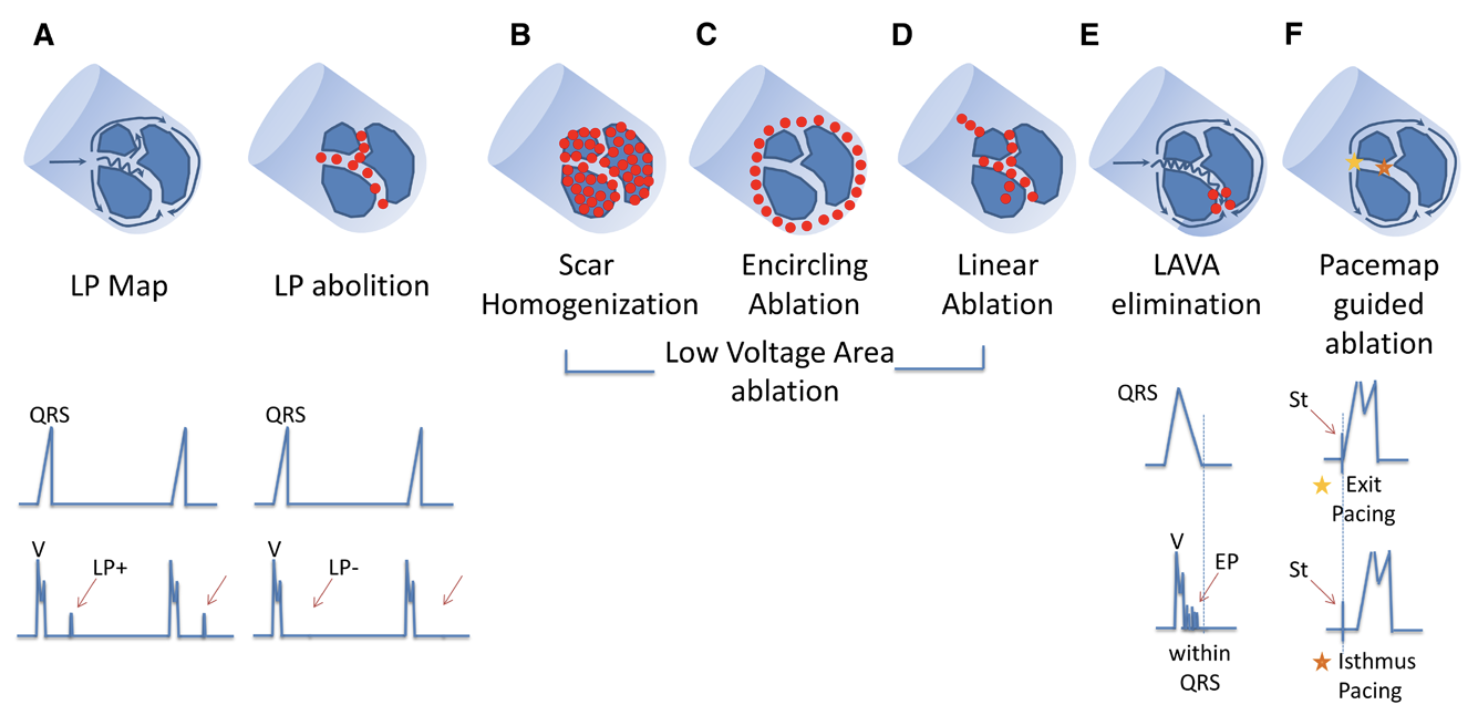 A
B
C
D
E
F
LP Map
LP abolition
Scar
Homogenization
Encircling
Ablation
Linear
Ablation
LAVA
elimination
Pacemap
guided
ablation
Low Voltage Area
ablation
QRS
QRS
QRS
St
Exit
Pacing
V
LP+
V
LP-
V
EP
within
QRS
St
Isthmus
Pacing